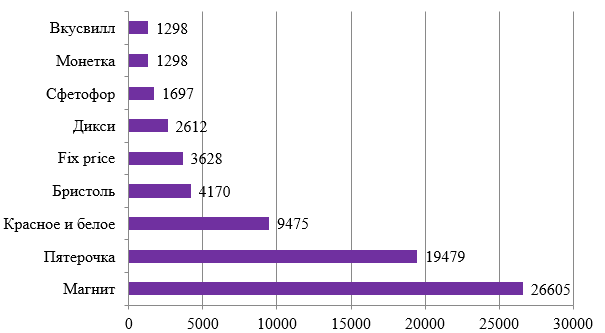 Вкусвилл 1298
Монетка 1298
Сфетофор 1697
Дикси 2612
Fix price 3628
Бристоль 4170
Красное и белое 9475
Пятерочка 19479
Магнит 26605
0 5000 10000 15000 20000 25000 30000